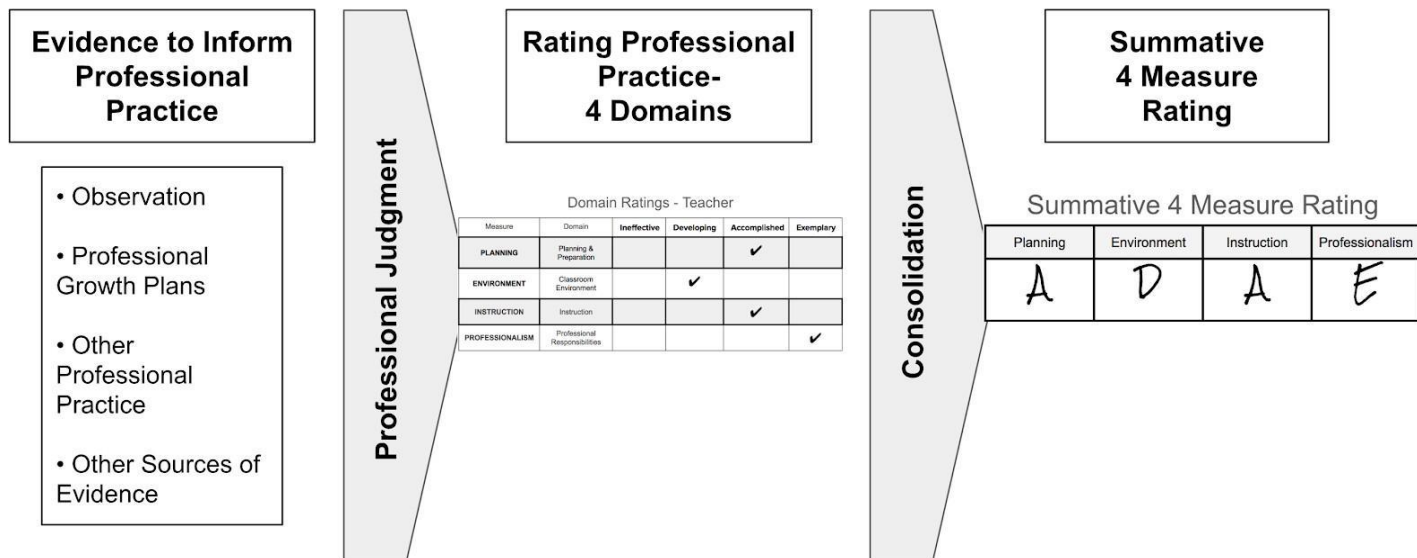 Evidence to Inform
Professional
Practice
• Observation
• Professional
Growth Plans
• Other
Professional
Practice
• Other Sources of
Evidence
Professional Judgment
Rating Professional
Practice-
4 Domains
Domain Ratings - Teacher
Measure Domain Ineffective Developing Accomplished Exemplary
PLANNING Planning &
Preparation ✔
ENVIRONMENT Classroom
Environment ✔
INSTRUCTION Instruction ✔
PROFESSIONALISM Professional
Responsibilities ✔
Consolidation
Summative
4 Measure
Rating
Summative 4 Measure Rating
Planning Environment Instruction Professionalism
A D A E